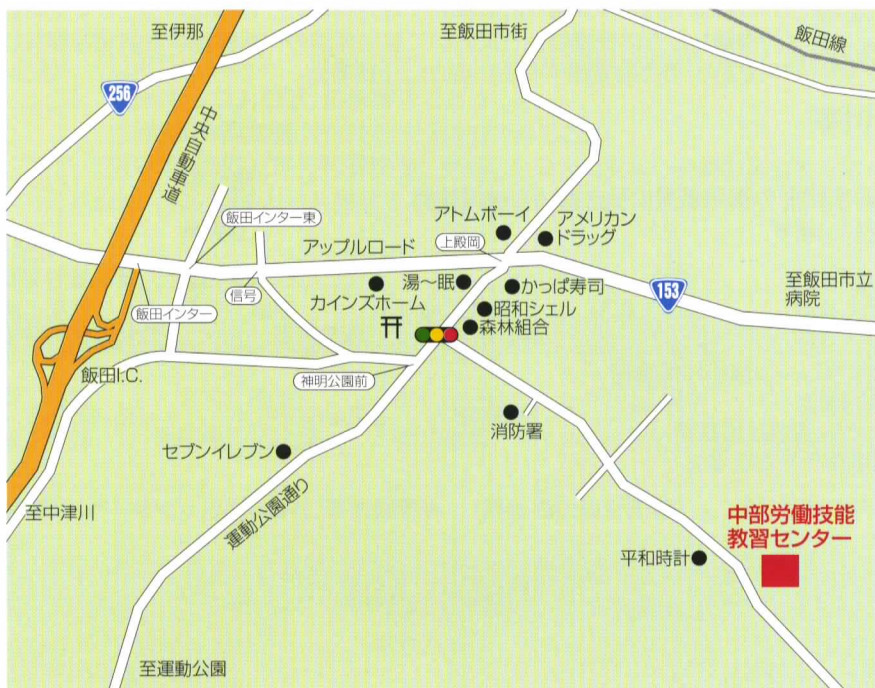 至伊那
至飯田市街
飯田線
256
中央自動車道
飯田インター東
アトムボーイ
アメリカン
ドラッグ
アップルロード
上殿岡
信号
カインズホーム
湯〜眠
かっぱ寿司
153
至飯田市立
病院
飯田インター
昭和シェル
森林組合
飯田I.C.
神明公園前
消防署
セブンイレブン
至中津川
運動公園通り
中部労働技能
教習センター
平和時計
至運動公園